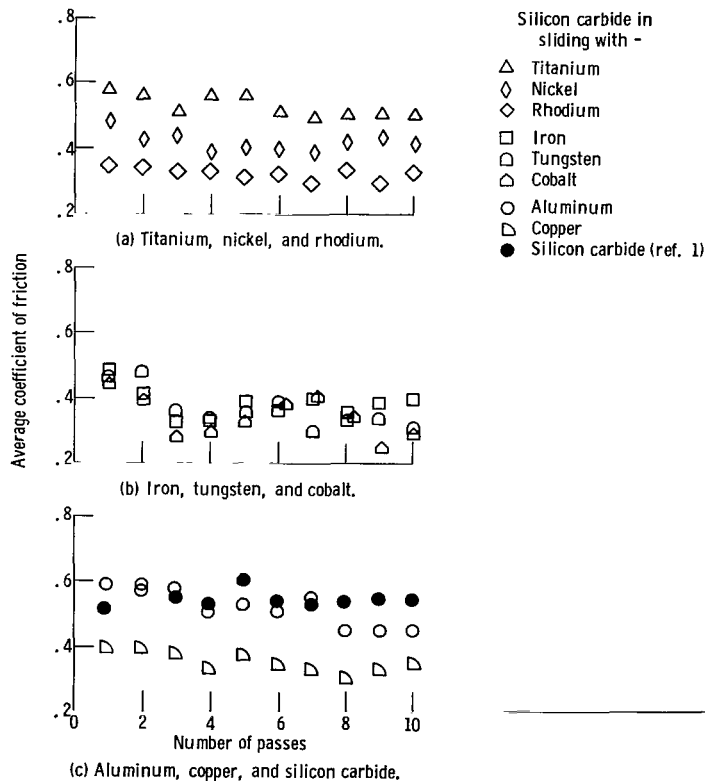 Average coefficient of friction
.8
.6
.4
.2
(a) Titanium, nickel, and rhodium.
.8
.6
.4
.2
(b) Iron, tungsten, and cobalt.
.8
.6
.4
.2
0
2
4
6
8
10
Number of passes
(c) Aluminum, copper, and silicon carbide.
Silicon carbide in
sliding with -
Titanium
Nickel
Rhodium
Iron
Tungsten
Cobalt
Aluminum
Copper
Silicon carbide (ref. 1)